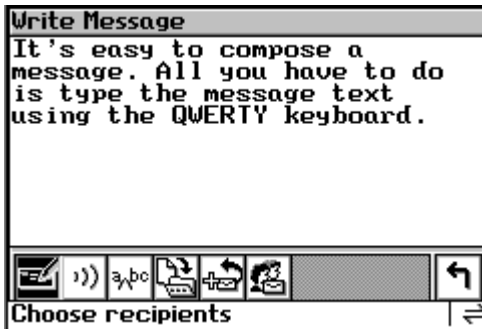 Write Message
It's easy to compose a
message. All you have to do
is type the message text
using the QWERTY keyboard.
a/bc
Choose recipients